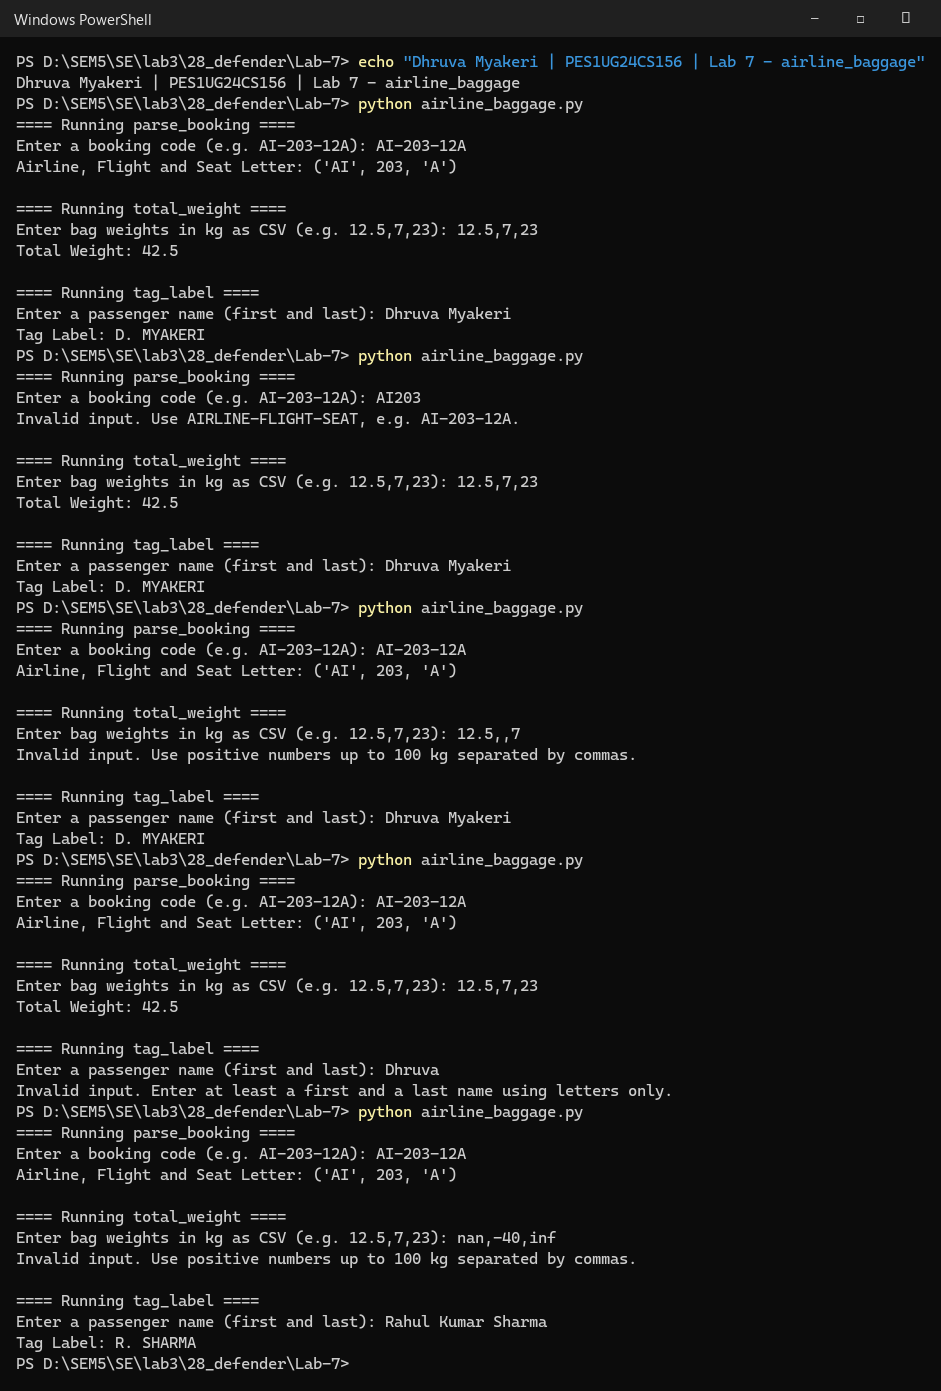 Windows PowerShell
PS D:\SEM5\SE\lab3\28_defender\Lab-7> echo "Dhruva Myakeri | PES1UG24CS156 | Lab 7 - airline_baggage"
Dhruva Myakeri | PES1UG24CS156 | Lab 7 - airline_baggage
PS D:\SEM5\SE\lab3\28_defender\Lab-7> python airline_baggage.py
==== Running parse_booking ====
Enter a booking code (e.g. AI-203-12A): AI-203-12A
Airline, Flight and Seat Letter: ('AI', 203, 'A')

==== Running total_weight ====
Enter bag weights in kg as CSV (e.g. 12.5,7,23): 12.5,7,23
Total Weight: 42.5

==== Running tag_label ====
Enter a passenger name (first and last): Dhruva Myakeri
Tag Label: D. MYAKERI
PS D:\SEM5\SE\lab3\28_defender\Lab-7> python airline_baggage.py
==== Running parse_booking ====
Enter a booking code (e.g. AI-203-12A): AI203
Invalid input. Use AIRLINE-FLIGHT-SEAT, e.g. AI-203-12A.

==== Running total_weight ====
Enter bag weights in kg as CSV (e.g. 12.5,7,23): 12.5,7,23
Total Weight: 42.5

==== Running tag_label ====
Enter a passenger name (first and last): Dhruva Myakeri
Tag Label: D. MYAKERI
PS D:\SEM5\SE\lab3\28_defender\Lab-7> python airline_baggage.py
==== Running parse_booking ====
Enter a booking code (e.g. AI-203-12A): AI-203-12A
Airline, Flight and Seat Letter: ('AI', 203, 'A')

==== Running total_weight ====
Enter bag weights in kg as CSV (e.g. 12.5,7,23): 12.5,,7
Invalid input. Use positive numbers up to 100 kg separated by commas.

==== Running tag_label ====
Enter a passenger name (first and last): Dhruva Myakeri
Tag Label: D. MYAKERI
PS D:\SEM5\SE\lab3\28_defender\Lab-7> python airline_baggage.py
==== Running parse_booking ====
Enter a booking code (e.g. AI-203-12A): AI-203-12A
Airline, Flight and Seat Letter: ('AI', 203, 'A')

==== Running total_weight ====
Enter bag weights in kg as CSV (e.g. 12.5,7,23): 12.5,7,23
Total Weight: 42.5

==== Running tag_label ====
Enter a passenger name (first and last): Dhruva
Invalid input. Enter at least a first and a last name using letters only.
PS D:\SEM5\SE\lab3\28_defender\Lab-7> python airline_baggage.py
==== Running parse_booking ====
Enter a booking code (e.g. AI-203-12A): AI-203-12A
Airline, Flight and Seat Letter: ('AI', 203, 'A')

==== Running total_weight ====
Enter bag weights in kg as CSV (e.g. 12.5,7,23): nan,-40,inf
Invalid input. Use positive numbers up to 100 kg separated by commas.

==== Running tag_label ====
Enter a passenger name (first and last): Rahul Kumar Sharma
Tag Label: R. SHARMA
PS D:\SEM5\SE\lab3\28_defender\Lab-7>